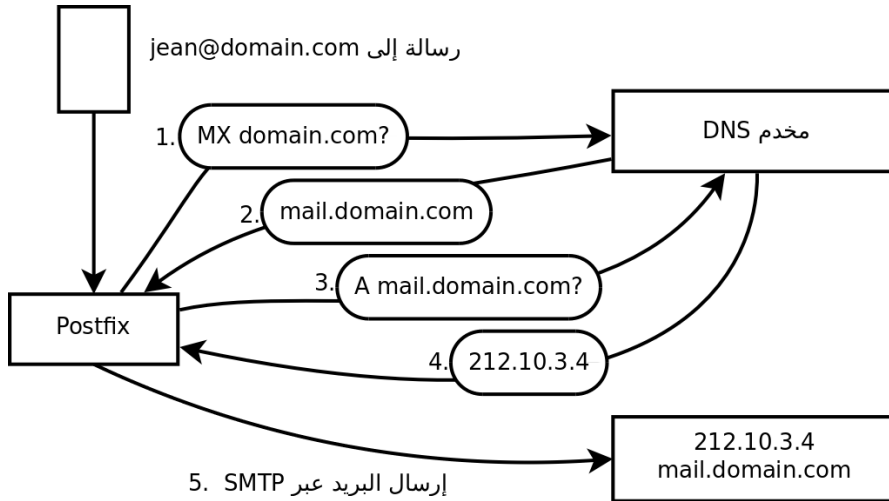 رسالة إلى jean@domain.com
1. MX domain.com?
مخدم DNS
2. mail.domain.com
3. A mail.domain.com?
Postfix
4. 212.10.3.4
212.10.3.4
mail.domain.com
5. إرسال البريد عبر SMTP